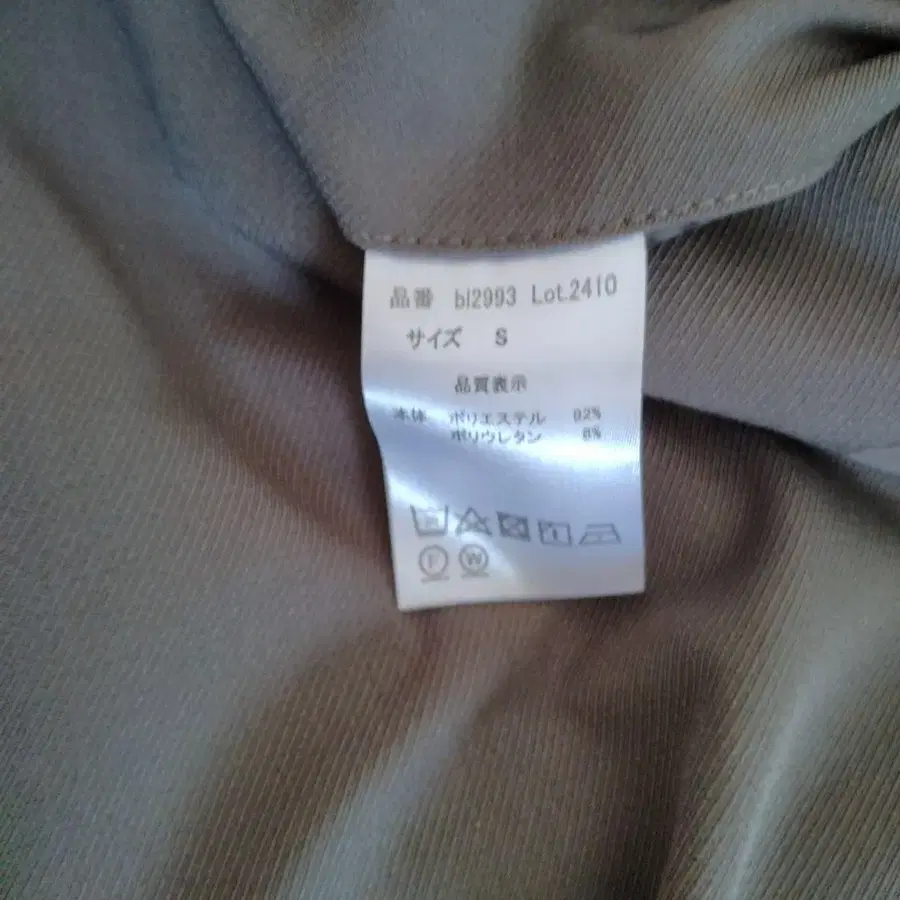 品番 bl2993 Lot.2410
サイズ S
品質表示
本体 ポリエステル 92%
ポリウレタン 8%
F W